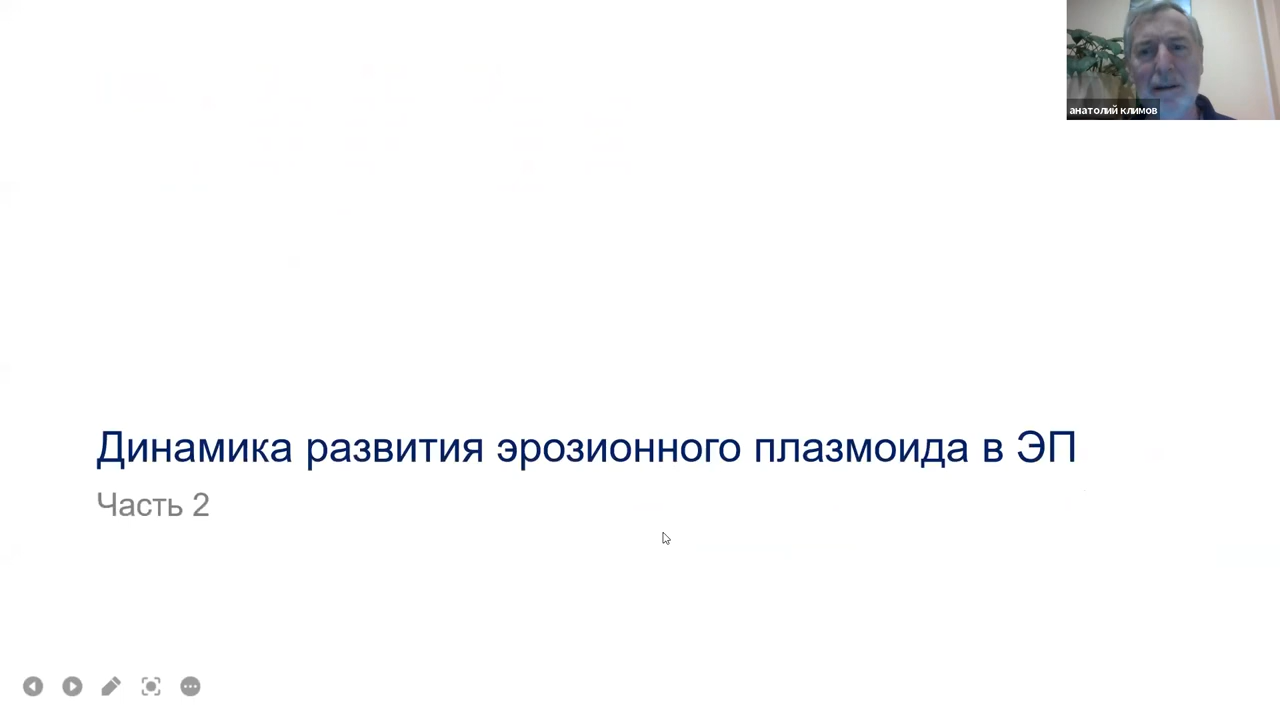 анатолий климов
Динамика развития эрозионного плазмоида в ЭП
Часть 2